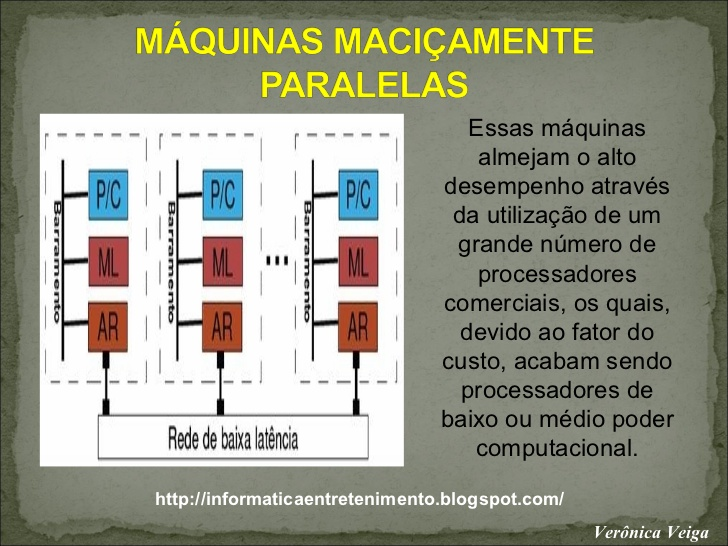 MÁQUINAS MACIÇAMENTE
PARALELAS
Barramento
P/C
ML
AR
Barramento
P/C
ML
AR
...
Barramento
P/C
ML
AR
Rede de baixa latência
Essas máquinas
almejam o alto
desempenho através
da utilização de um
grande número de
processadores
comerciais, os quais,
devido ao fator do
custo, acabam sendo
processadores de
baixo ou médio poder
computacional.
http://informaticaentretenimento.blogspot.com/
Verônica Veiga